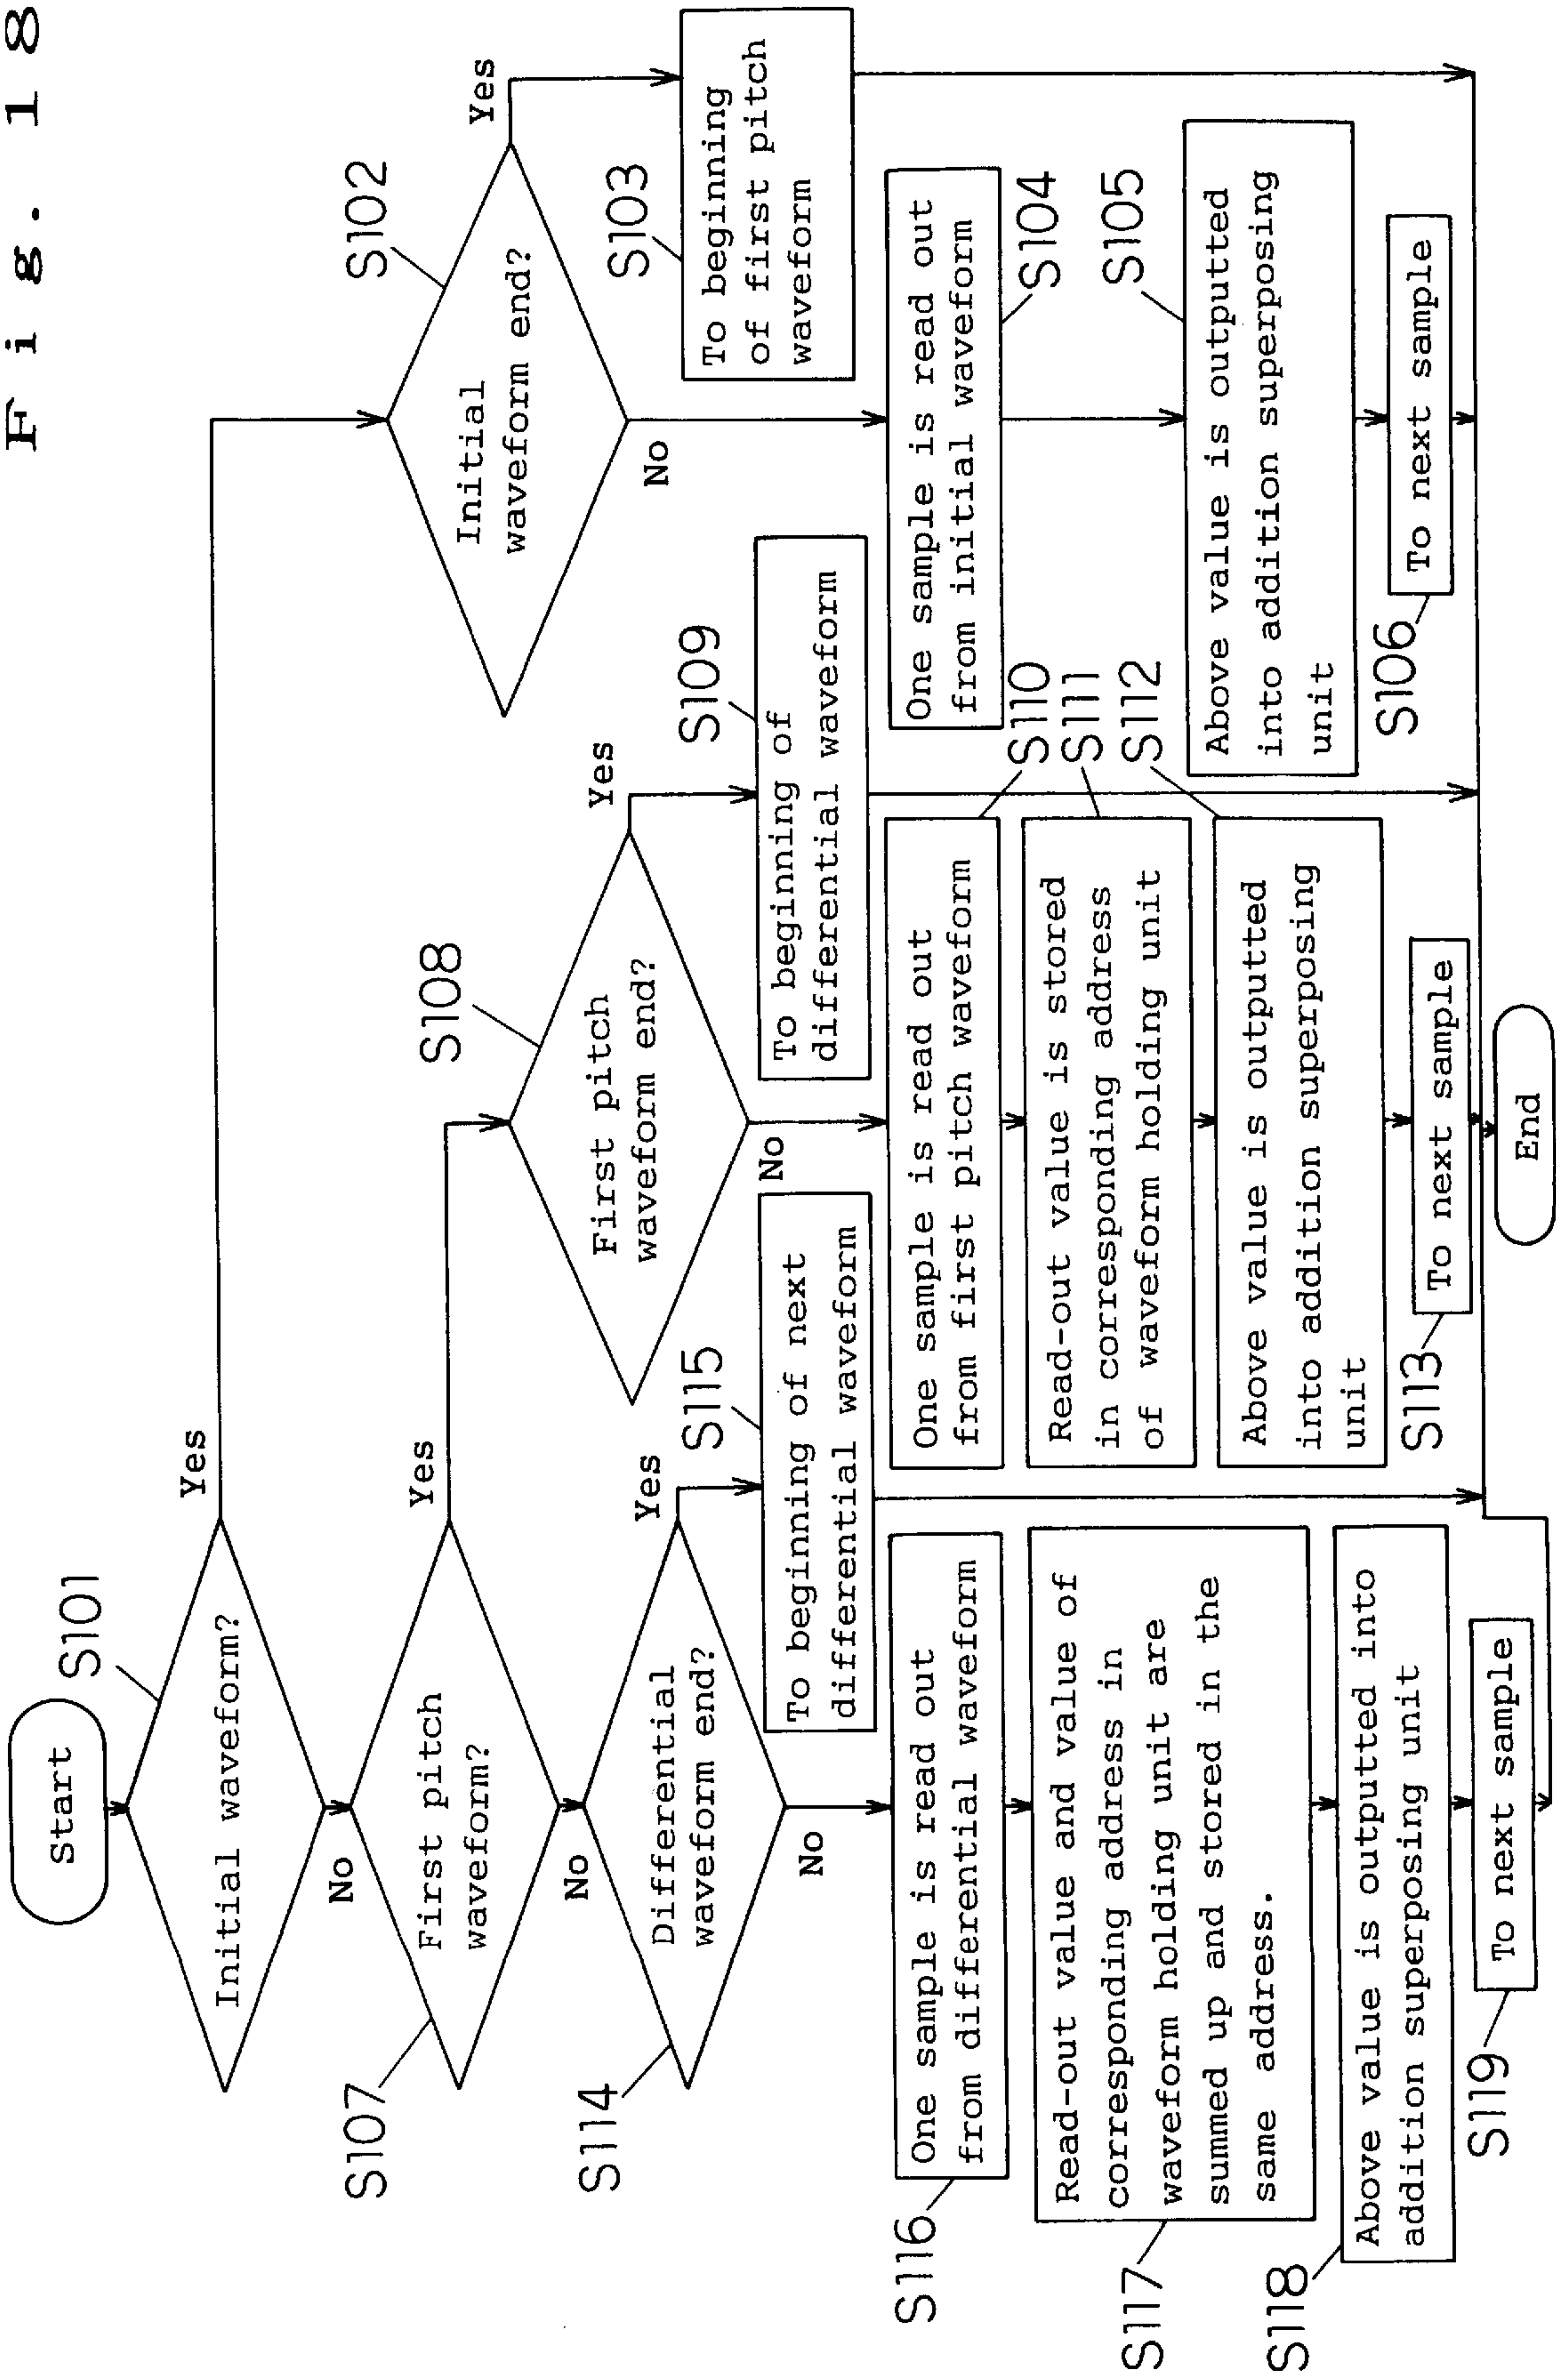 Fig. 18
Start
S101
Initial waveform?
Yes
No
S102
Initial
waveform end?
Yes
No
S103
To beginning
of first pitch
waveform
One sample is read out
from initial waveform
S104
S105
Above value is outputted
into addition superposing
unit
To next sample
S106
S107
First pitch
waveform?
Yes
No
S108
First pitch
waveform end?
Yes
No
S109
To beginning of
differential waveform
S110
One sample is read out
from first pitch waveform
S111
Read-out value is stored
in corresponding address
of waveform holding unit
S112
Above value is outputted
into addition superposing
unit
To next sample
S113
S114
Differential
waveform end?
Yes
No
S115
To beginning of next
differential waveform
One sample is read out
from differential waveform
S116
Read-out value and value of
corresponding address in
waveform holding unit are
summed up and stored in the
same address.
S117
Above value is outputted into
addition superposing unit
S118
To next sample
S119
End